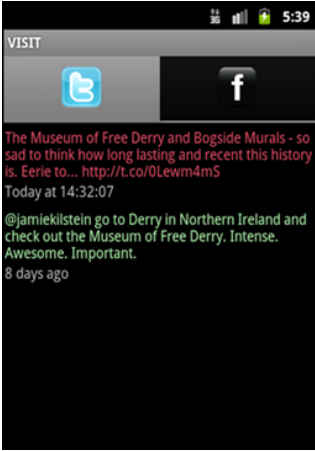 3G 5:39
VISIT
The Museum of Free Derry and Bogside Murals - so
sad to think how long lasting and recent this history
is. Eerie to... http://t.co/0Lewm4mS
Today at 14:32:07
@jamiekilstein go to Derry in Northern Ireland and
check out the Museum of Free Derry. Intense.
Awesome. Important.
8 days ago